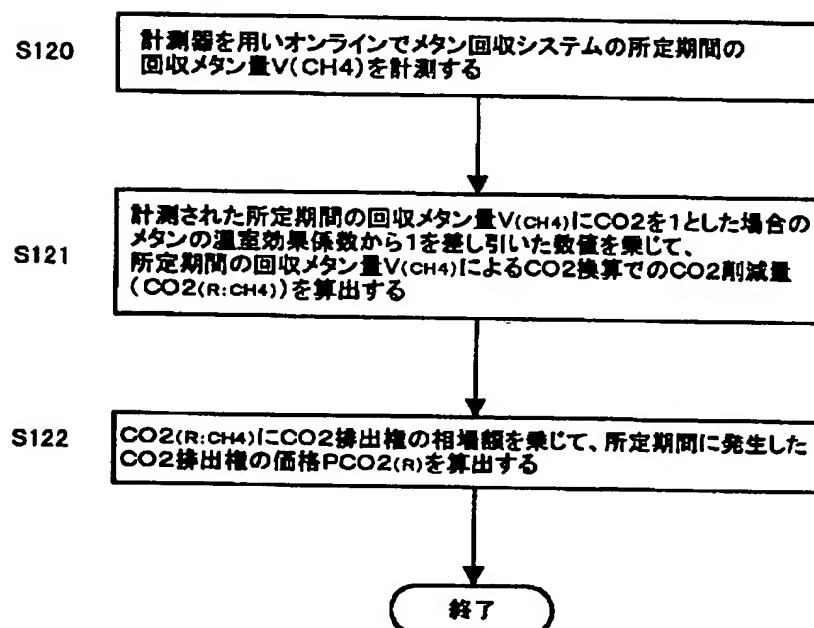 S120
計測器を用いオンラインでメタン回収システムの所定期間の
回収メタン量V(CH4)を計測する
S121
計測された所定期間の回収メタン量V(CH4)にCO2を1とした場合の
メタンの温室効果係数から1を差し引いた数値を乗じて、
所定期間の回収メタン量V(CH4)によるCO2換算でのCO2削減量
(CO2(R:CH4))を算出する
S122
CO2(R:CH4)にCO2排出権の相場額を乗じて、所定期間に発生した
CO2排出権の価格PCO2(R)を算出する
終了